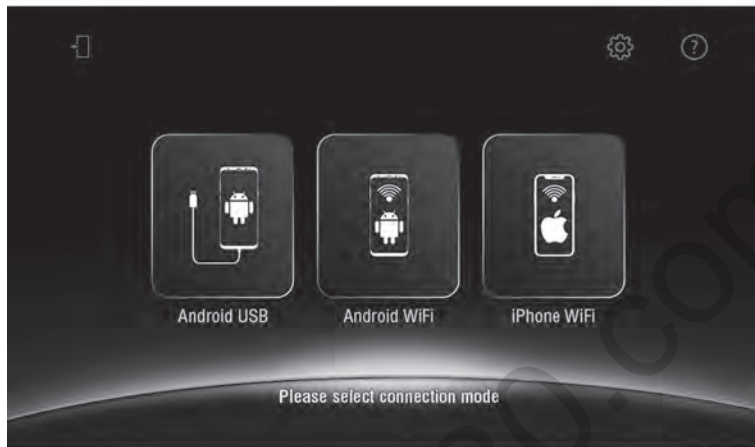 ?
Android USB
Android WiFi
iPhone WiFi
Please select connection mode